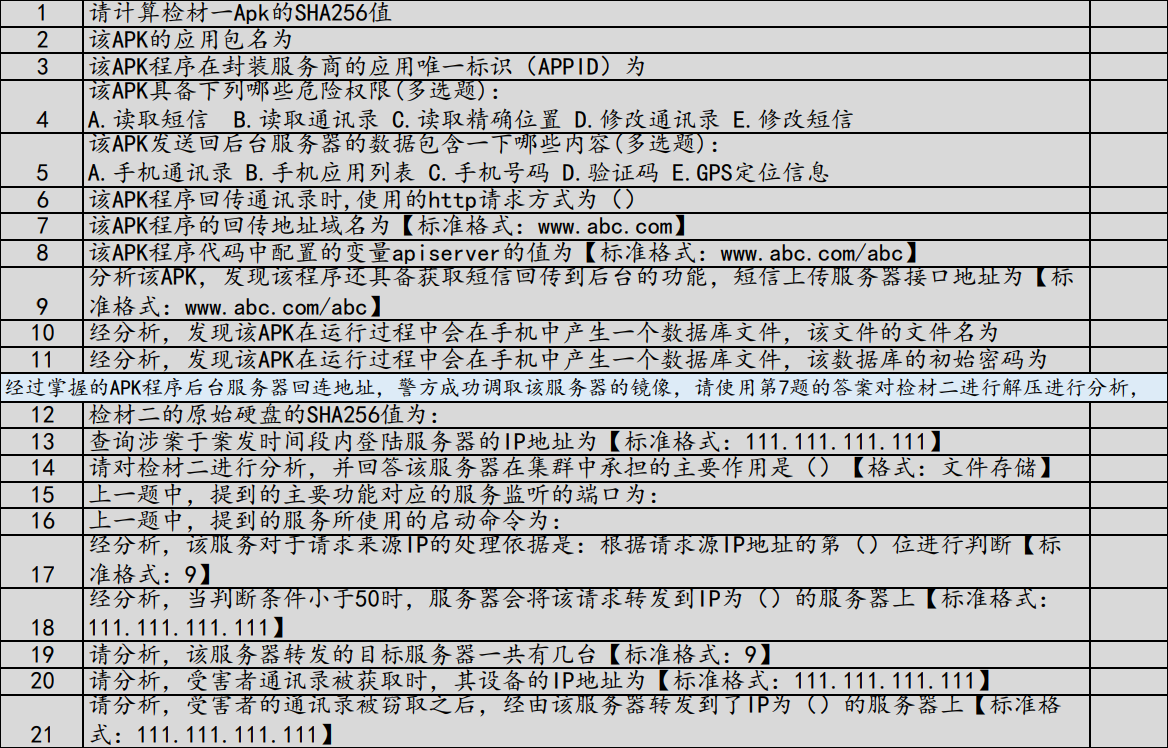 1 请计算检材一Apk的SHA256值
2 该APK的应用包名为
3 该APK程序在封装服务商的应用唯一标识（APPID）为
该APK具备下列哪些危险权限(多选题)：
4 A.读取短信 B.读取通讯录 C.读取精确位置 D.修改通讯录 E.修改短信
该APK发送回后台服务器的数据包含一下哪些内容(多选题)：
5 A.手机通讯录 B.手机应用列表 C.手机号码 D.验证码 E.GPS定位信息
6 该APK程序回传通讯录时,使用的http请求方式为（）
7 该APK程序的回传地址域名为【标准格式：www.abc.com】
8 该APK程序代码中配置的变量apiserver的值为【标准格式：www.abc.com/abc】
分析该APK，发现该程序还具备获取短信回传到后台的功能，短信上传服务器接口地址为【标
9 准格式：www.abc.com/abc】
10 经分析，发现该APK在运行过程中会在手机中产生一个数据库文件，该文件的文件名为
11 经分析，发现该APK在运行过程中会在手机中产生一个数据库文件，该数据库的初始密码为
经过掌握的APK程序后台服务器回连地址，警方成功调取该服务器的镜像，请使用第7题的答案对检材二进行解压进行分析，
12 检材二的原始硬盘的SHA256值为：
13 查询涉案于案发时间段内登陆服务器的IP地址为【标准格式：111.111.111.111】
14 请对检材二进行分析，并回答该服务器在集群中承担的主要作用是（）【格式：文件存储】
15 上一题中，提到的主要功能对应的服务监听的端口为：
16 上一题中，提到的服务所使用的启动命令为：
经分析，该服务对于请求来源IP的处理依据是：根据请求源IP地址的第（）位进行判断【标
17 准格式：9】
经分析，当判断条件小于50时，服务器会将该请求转发到IP为（）的服务器上【标准格式：
18 111.111.111.111】
19 请分析，该服务器转发的目标服务器一共有几台【标准格式：9】
20 请分析，受害者通讯录被获取时，其设备的IP地址为【标准格式：111.111.111.111】
请分析，受害者的通讯录被窃取之后，经由该服务器转发到了IP为（）的服务器上【标准格
21 式：111.111.111.111】